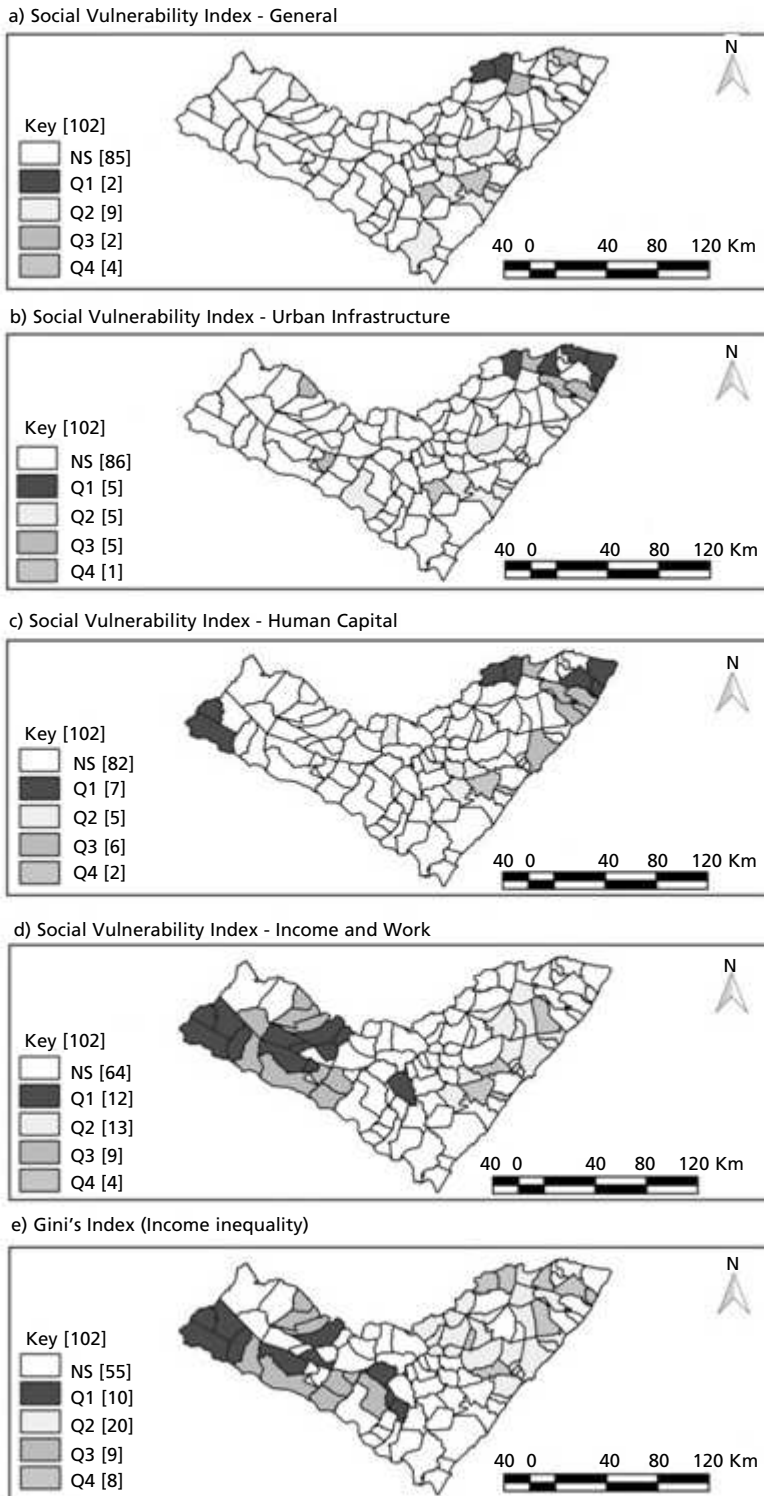 a) Social Vulnerability Index - General
N
Key [102]
NS [85]
Q1 [2]
Q2 [9]
Q3 [2]
Q4 [4]
40 0 40 80 120 Km
b) Social Vulnerability Index - Urban Infrastructure
N
Key [102]
NS [86]
Q1 [5]
Q2 [5]
Q3 [5]
Q4 [1]
40 0 40 80 120 Km
c) Social Vulnerability Index - Human Capital
N
Key [102]
NS [82]
Q1 [7]
Q2 [5]
Q3 [6]
Q4 [2]
40 0 40 80 120 Km
d) Social Vulnerability Index - Income and Work
N
Key [102]
NS [64]
Q1 [12]
Q2 [13]
Q3 [9]
Q4 [4]
40 0 40 80 120 Km
e) Gini's Index (Income inequality)
N
Key [102]
NS [55]
Q1 [10]
Q2 [20]
Q3 [9]
Q4 [8]
40 0 40 80 120 Km